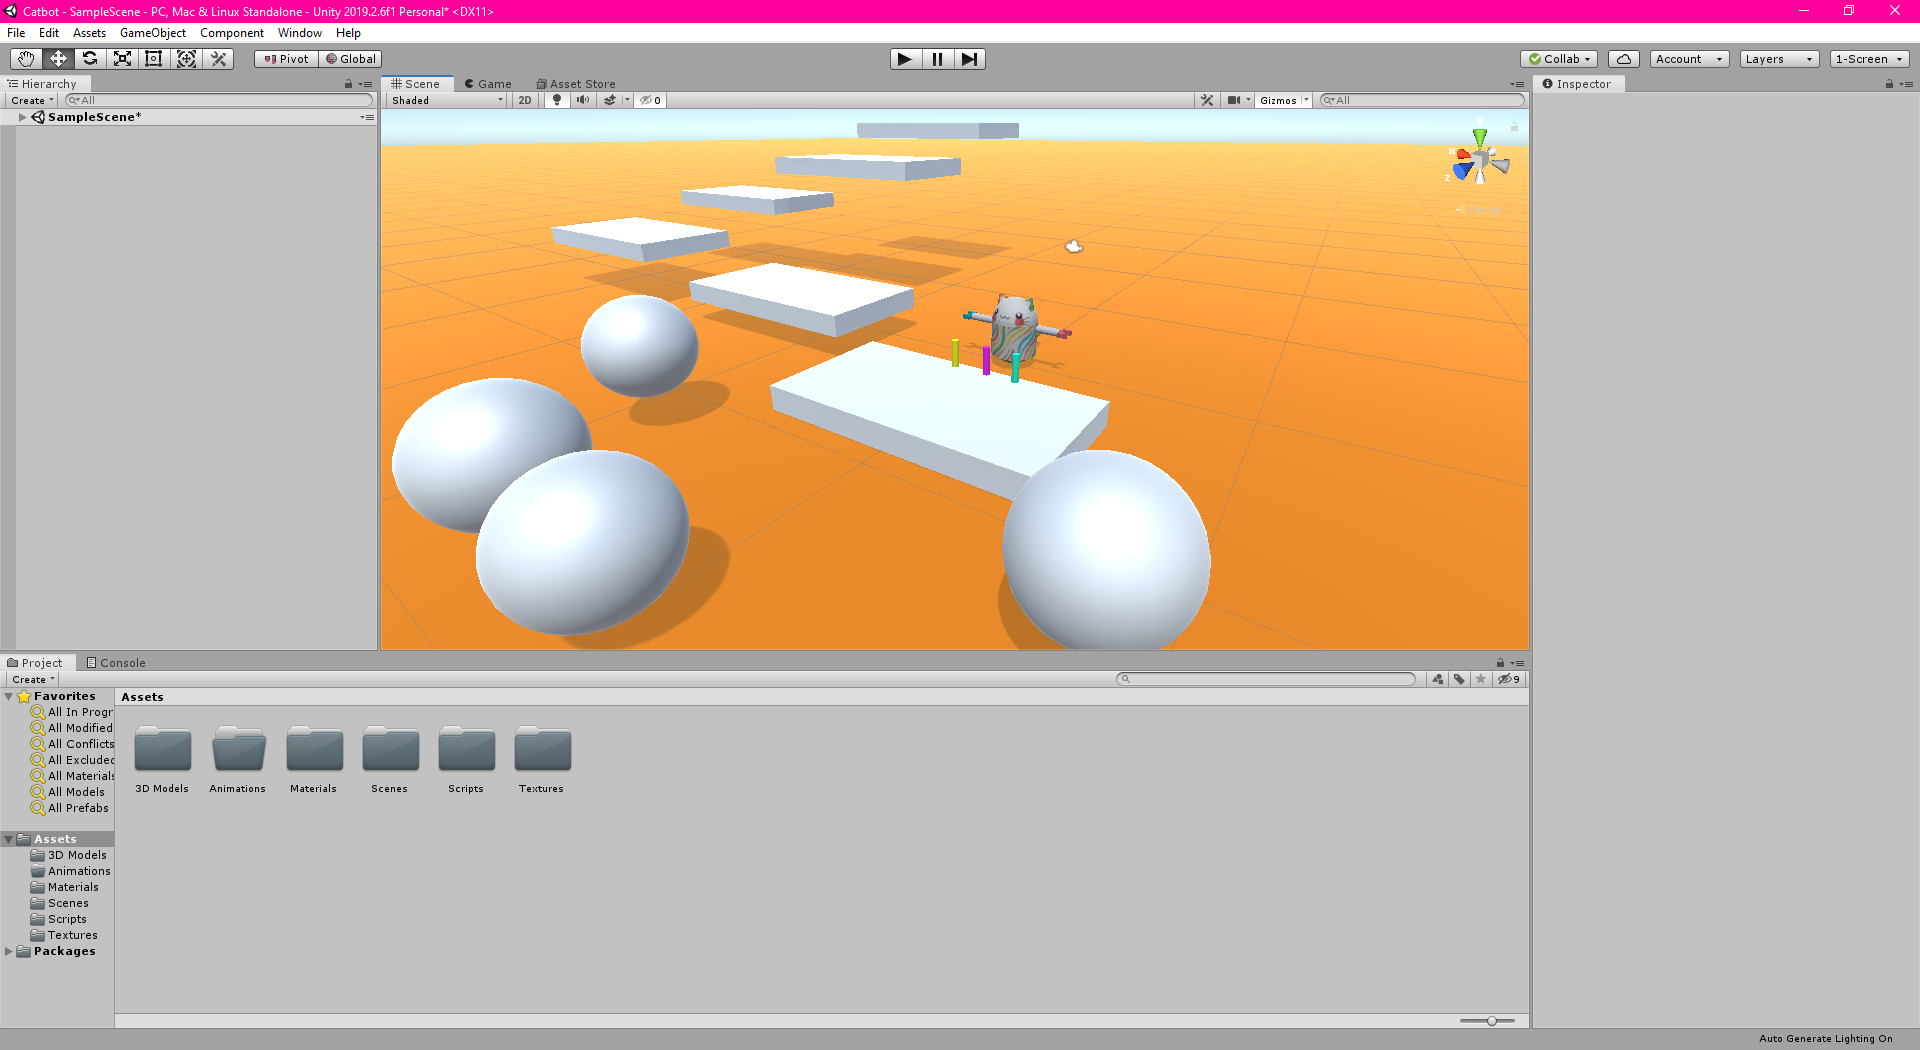 Catbot - SampleScene - PC, Mac & Linux Standalone - Unity 2019.2.6f1 Personal* <DX11>
File Edit Assets GameObject Component Window Help
Pivot Global Collab Account Layers 1-Screen
Hierarchy Scene Game Asset Store Inspector
Create All Shaded 2D 0 Gizmos All
SampleScene*
y
x
z
Project Console
Create 9
Favorites Assets
All In Progr
All Modified
All Conflicts
All Excluded
All Materials
All Models
All Prefabs
3D Models Animations Materials Scenes Scripts Textures
Assets
3D Models
Animations
Materials
Scenes
Scripts
Textures
Packages
Auto Generate Lighting On